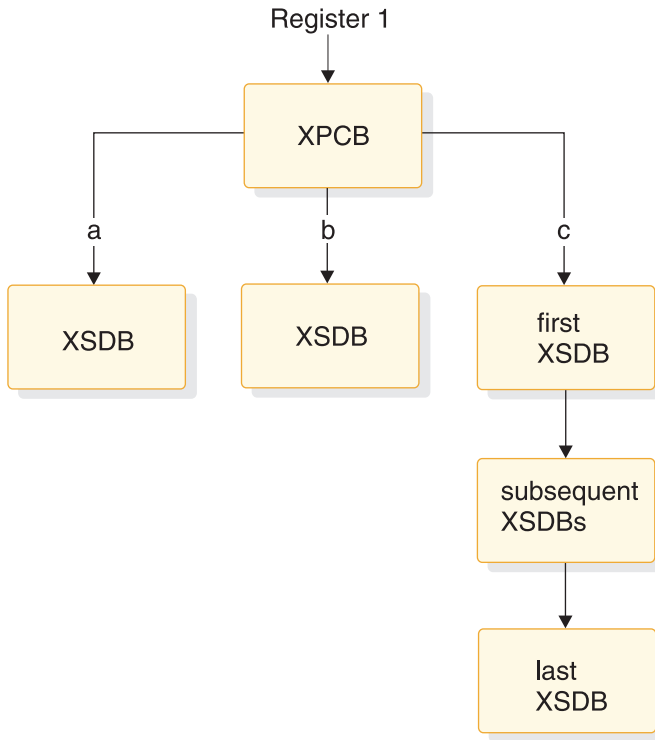 Register 1
XPCB
a
b
c
XSDB
XSDB
first
XSDB
subsequent
XSDBs
last
XSDB